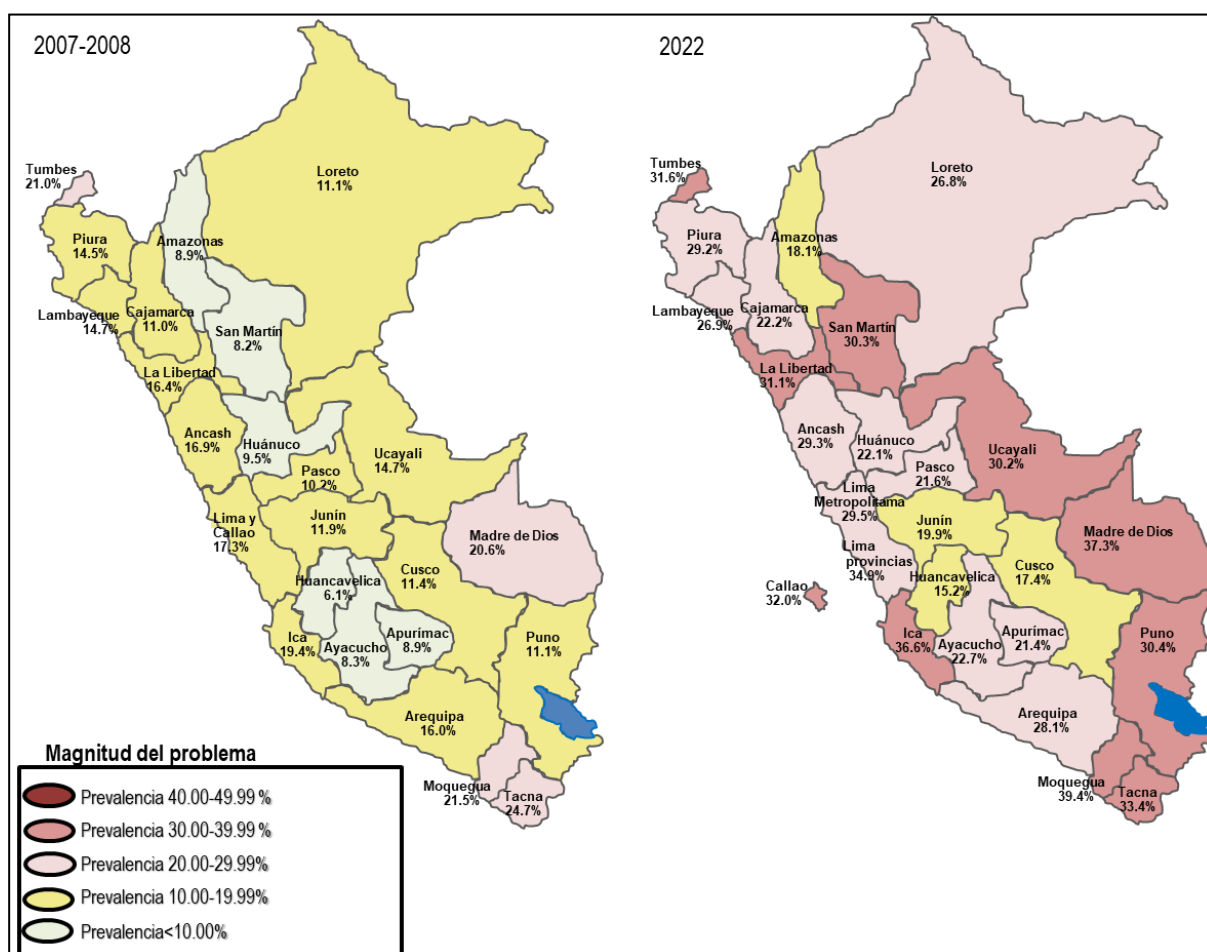 2007-2008
Tumbes
21.0%
Loreto
11.1%
Piura
14.5%
Amazonas
8.9%
Lambayeque
14.7%
Cajamarca
11.0%
San Martín
8.2%
La Libertad
16.4%
Ancash
16.9%
Huánuco
9.5%
Ucayali
14.7%
Pasco
10.2%
Lima y
Callao
17.3%
Junín
11.9%
Madre de Dios
20.6%
Huancavelica
6.1%
Cusco
11.4%
Ica
19.4%
Ayacucho
8.3%
Apurímac
8.9%
Puno
11.1%
Arequipa
16.0%
Moquegua
21.5%
Tacna
24.7%
2022
Tumbes
31.6%
Loreto
26.8%
Piura
29.2%
Amazonas
18.1%
Lambayeque
26.9%
Cajamarca
22.2%
San Martín
30.3%
La Libertad
31.1%
Ancash
29.3%
Huánuco
22.1%
Ucayali
30.2%
Pasco
21.6%
Lima
Metropolitama
29.5%
Junín
19.9%
Madre de Dios
37.3%
Lima
provincias
34.9%
Huancavelica
15.2%
Cusco
17.4%
Callao
32.0%
Ica
36.6%
Ayacucho
22.7%
Apurímac
21.4%
Puno
30.4%
Arequipa
28.1%
Moquegua
39.4%
Tacna
33.4%
Magnitud del problema
Prevalencia 40.00-49.99 %
Prevalencia 30.00-39.99 %
Prevalencia 20.00-29.99%
Prevalencia 10.00-19.99%
Prevalencia<10.00%